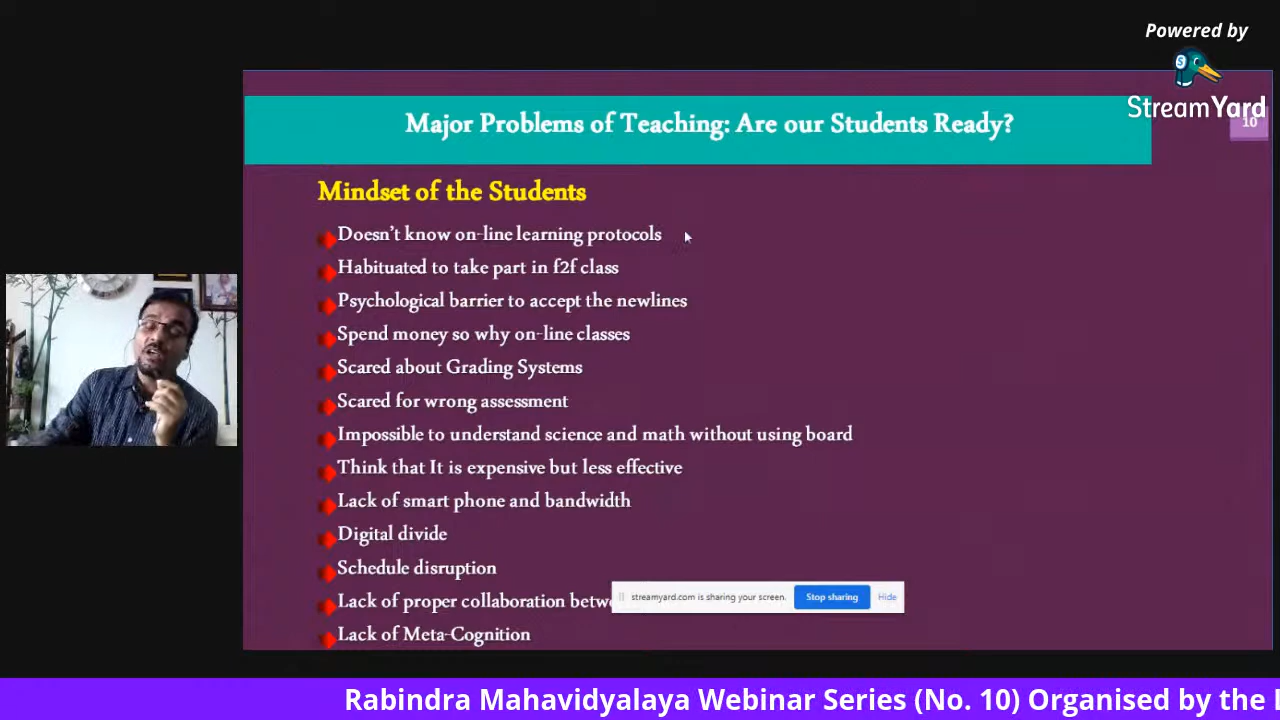 Powered by
StreamYard
10
Major Problems of Teaching: Are our Students Ready?
Mindset of the Students
Doesn't know on-line learning protocols
Habituated to take part in f2f class
Psychological barrier to accept the newlines
Spend money so why on-line classes
Scared about Grading Systems
Scared for wrong assessment
Impossible to understand science and math without using board
Think that It is expensive but less effective
Lack of smart phone and bandwidth
Digital divide
Schedule disruption
Lack of proper collaboration
streamyard.com is sharing your screen.
Stop sharing
Hide
Lack of Meta-Cognition
Rabindra Mahavidyalaya Webinar Series (No. 10) Organised by the